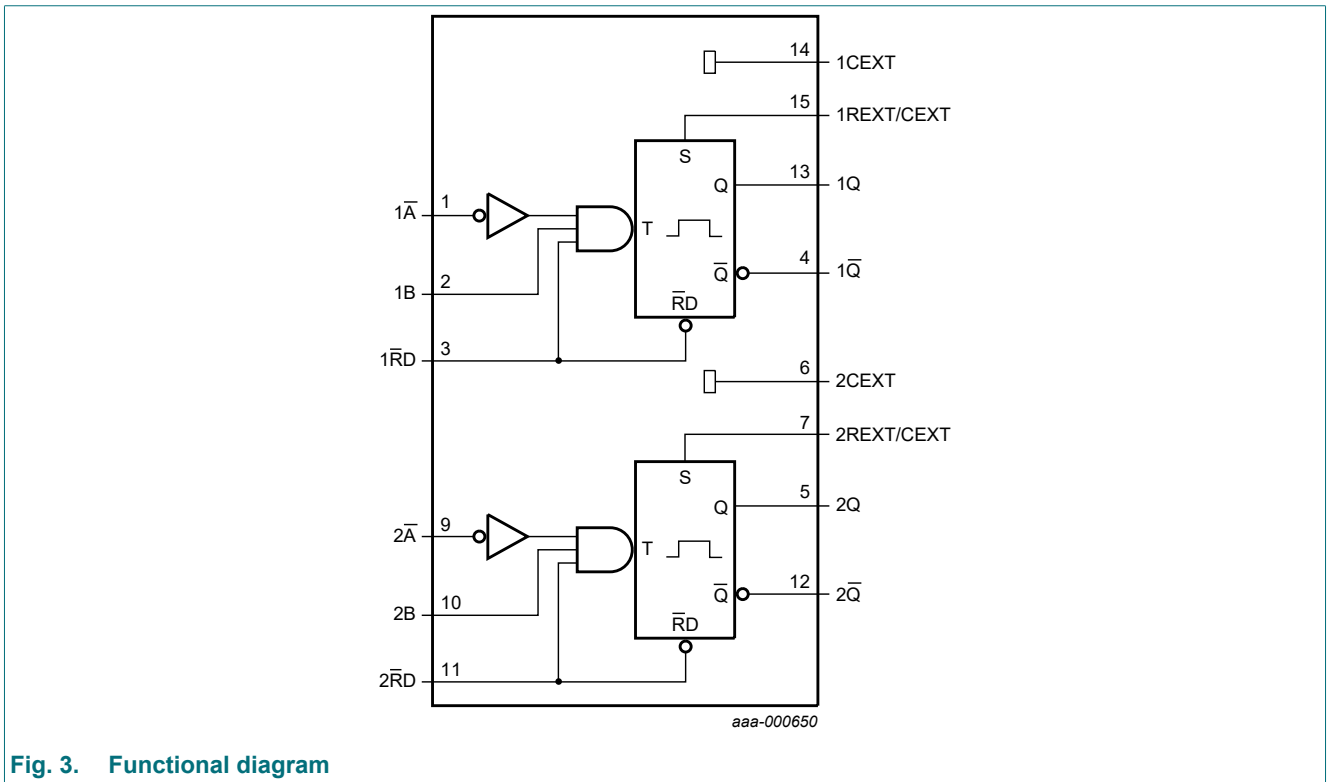 14
1CEXT
15
1REXT/CEXT
S
Q
13
1Q
1A̅
1
T
1B
2
Q̅
4
1Q̅
R̅D
1R̅D
3
6
2CEXT
7
2REXT/CEXT
S
Q
5
2Q
2A̅
9
T
2B
10
Q̅
12
2Q̅
R̅D
2R̅D
11
aaa-000650
Fig. 3. Functional diagram